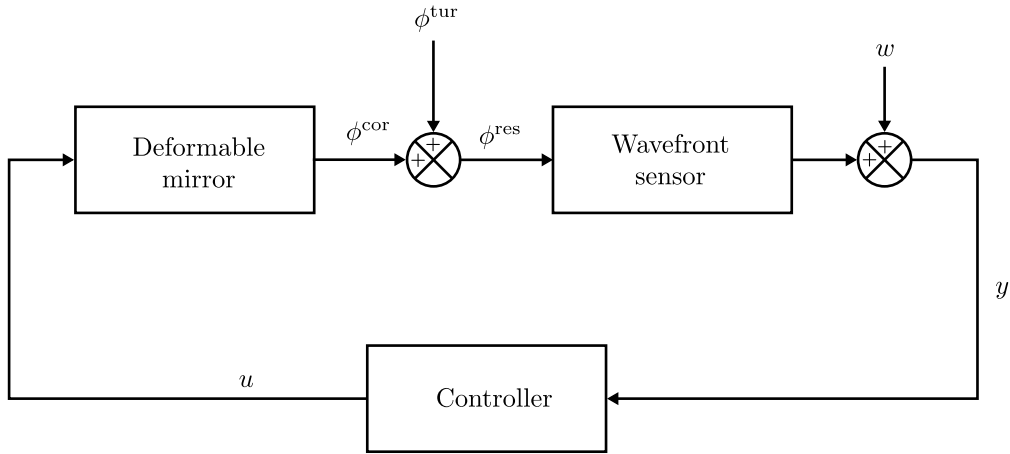 ϕ^tur
w
Deformable
mirror
ϕ^cor
+
+
ϕ^res
Wavefront
sensor
+
+
y
u
Controller